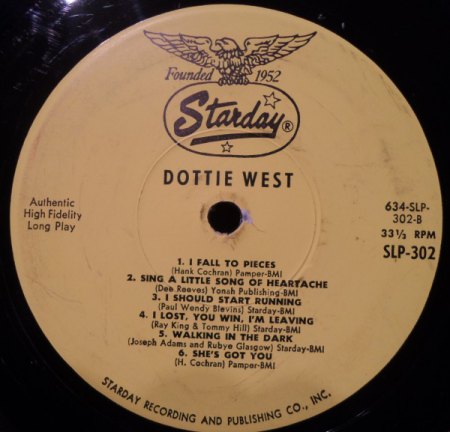 Founded 1952
Starday®
DOTTIE WEST
Authentic
High Fidelity
Long Play
634-SLP-
302-B
33⅓ RPM
SLP-302
1. I FALL TO PIECES
(Hank Cochran) Pamper-BMI
2. SING A LITTLE SONG OF HEARTACHE
(Deb Reeves) Yonah Publishing-BMI
3. I SHOULD START RUNNING
(Paul Wendy Blevins) Starday-BMI
4. I LOST, YOU WIN, I'M LEAVING
(Ray King & Tommy Hill) Starday-BMI
5. WALKING IN THE DARK
(Joseph Adams and Rubye Glasgow) Starday-BMI
6. SHE'S GOT YOU
(H. Cochran) Pamper-BMI
STARDAY RECORDING AND PUBLISHING CO., INC.